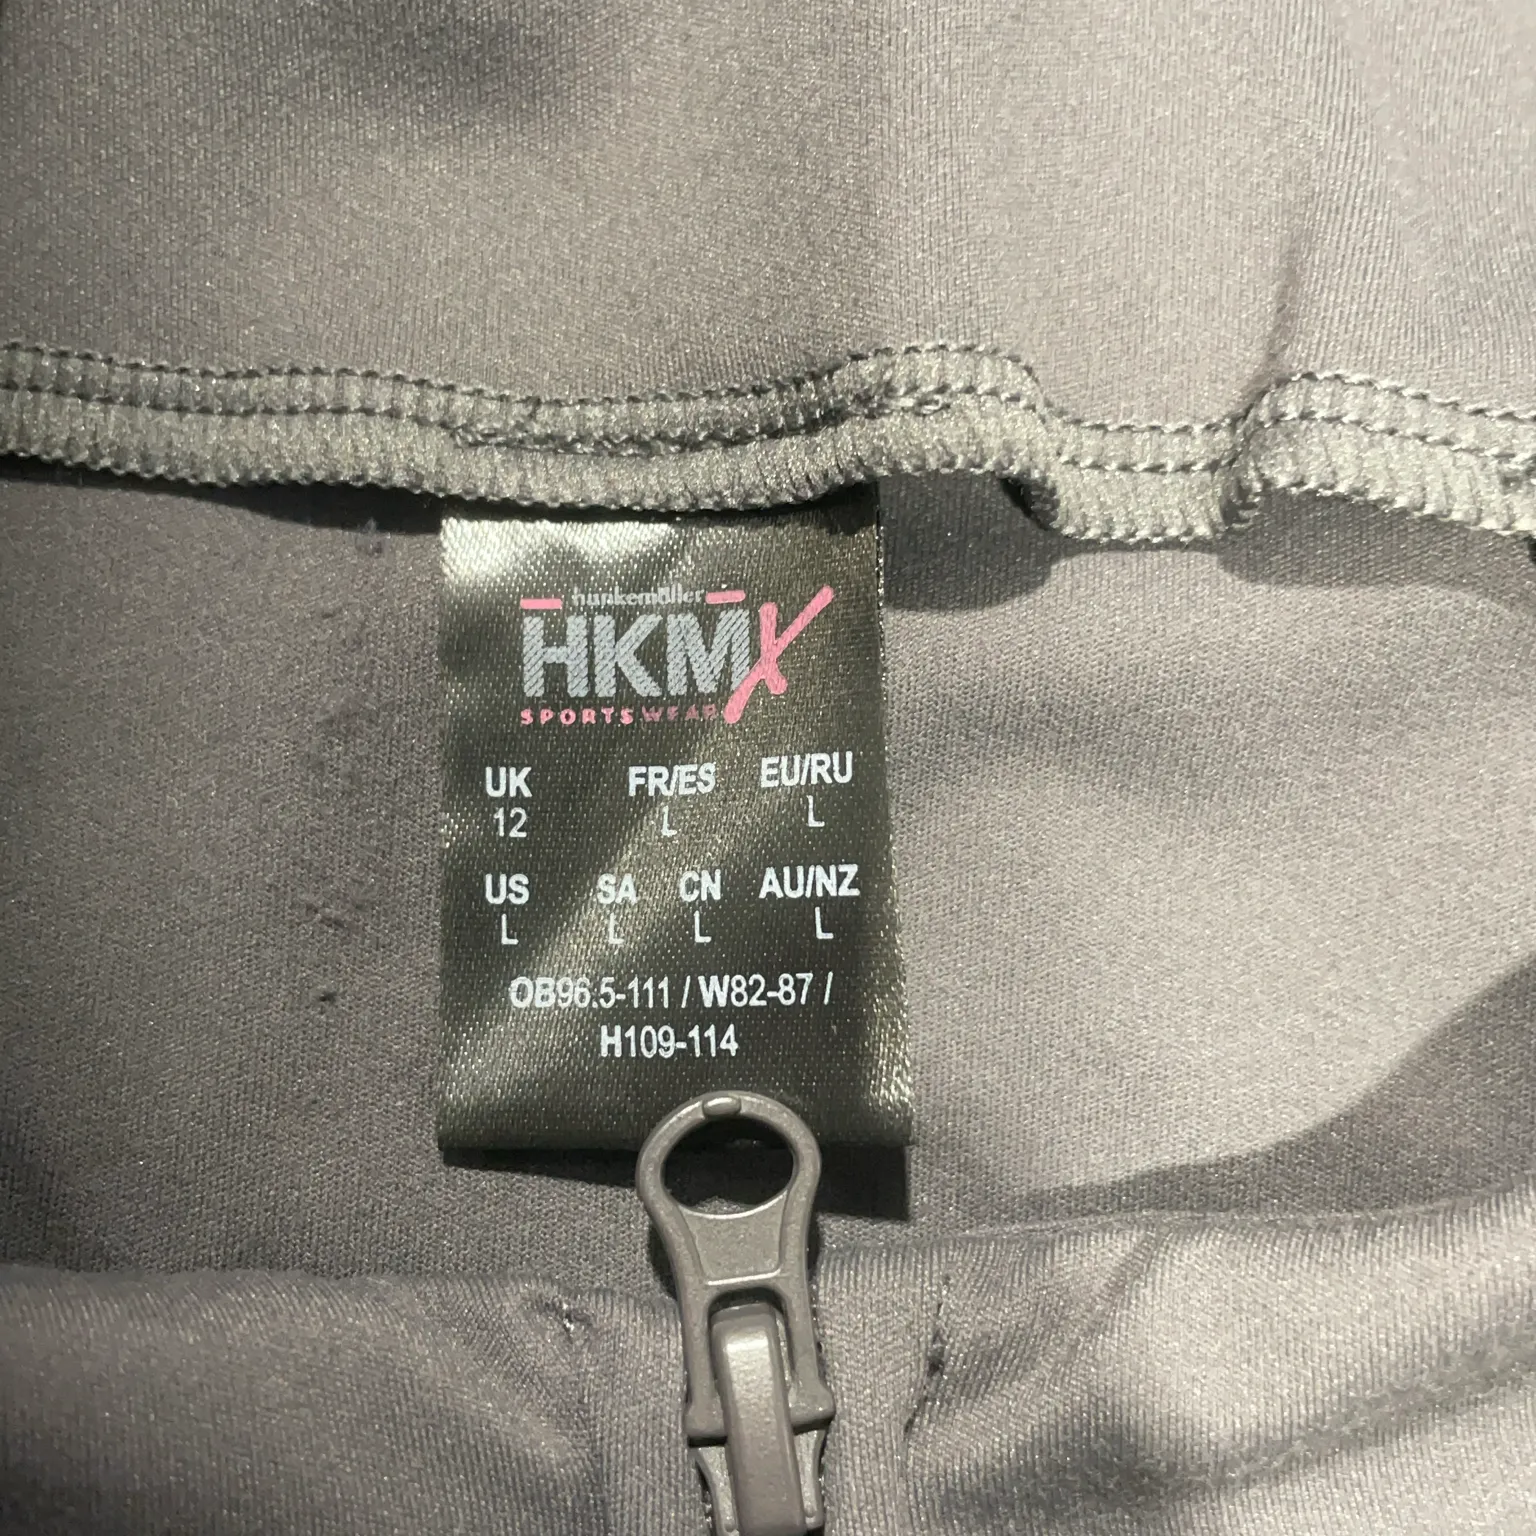 hunkemöller
HKMX
SPORTSWEAR
UK FR/ES EU/RU
12 L L
US SA CN AU/NZ
L L L L
OB96.5-111 / W82-87 /
H109-114